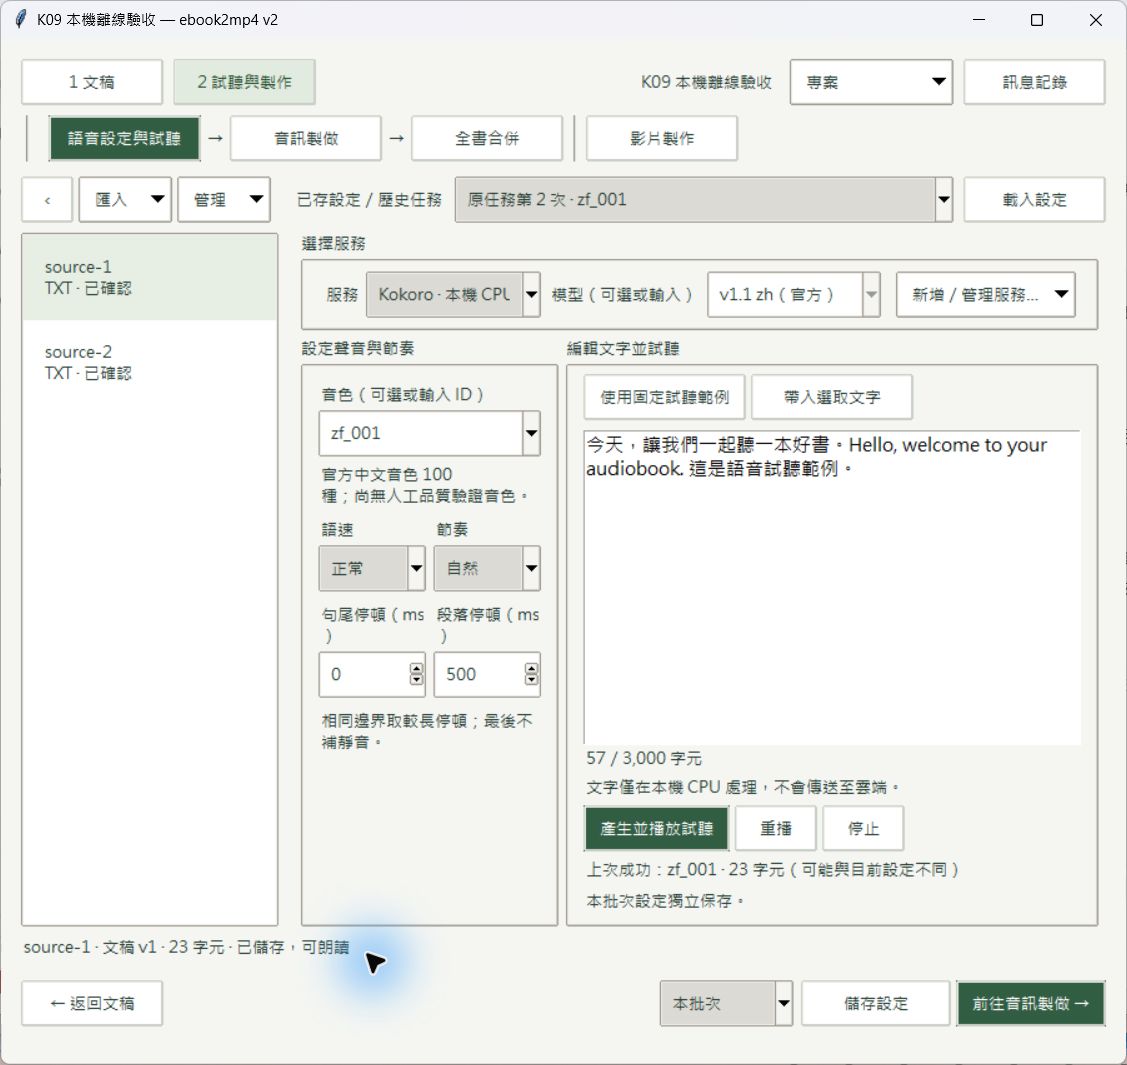 K09 本機離線驗收 — ebook2mp4 v2
1 文稿
2 試聽與製作
K09 本機離線驗收
專案
訊息記錄
語音設定與試聽
→
音訊製做
→
全書合併
影片製作
‹
匯入
管理
已存設定 / 歷史任務
原任務第 2 次 · zf_001
載入設定
source-1
TXT · 已確認
source-2
TXT · 已確認
選擇服務
服務
Kokoro · 本機 CPU
模型（可選或輸入）
v1.1 zh（官方）
新增 / 管理服務...
設定聲音與節奏
音色（可選或輸入 ID）
zf_001
官方中文音色 100
種；尚無人工品質驗證音色。
語速
節奏
正常
自然
句尾停頓（ms
）
段落停頓（ms
）
0
500
相同邊界取較長停頓；最後不
補靜音。
編輯文字並試聽
使用固定試聽範例
帶入選取文字
今天，讓我們一起聽一本好書。Hello, welcome to your
audiobook. 這是語音試聽範例。
57 / 3,000 字元
文字僅在本機 CPU 處理，不會傳送至雲端。
產生並播放試聽
重播
停止
上次成功：zf_001 · 23 字元（可能與目前設定不同）
本批次設定獨立保存。
source-1 · 文稿 v1 · 23 字元 · 已儲存，可朗讀
← 返回文稿
本批次
儲存設定
前往音訊製做 →